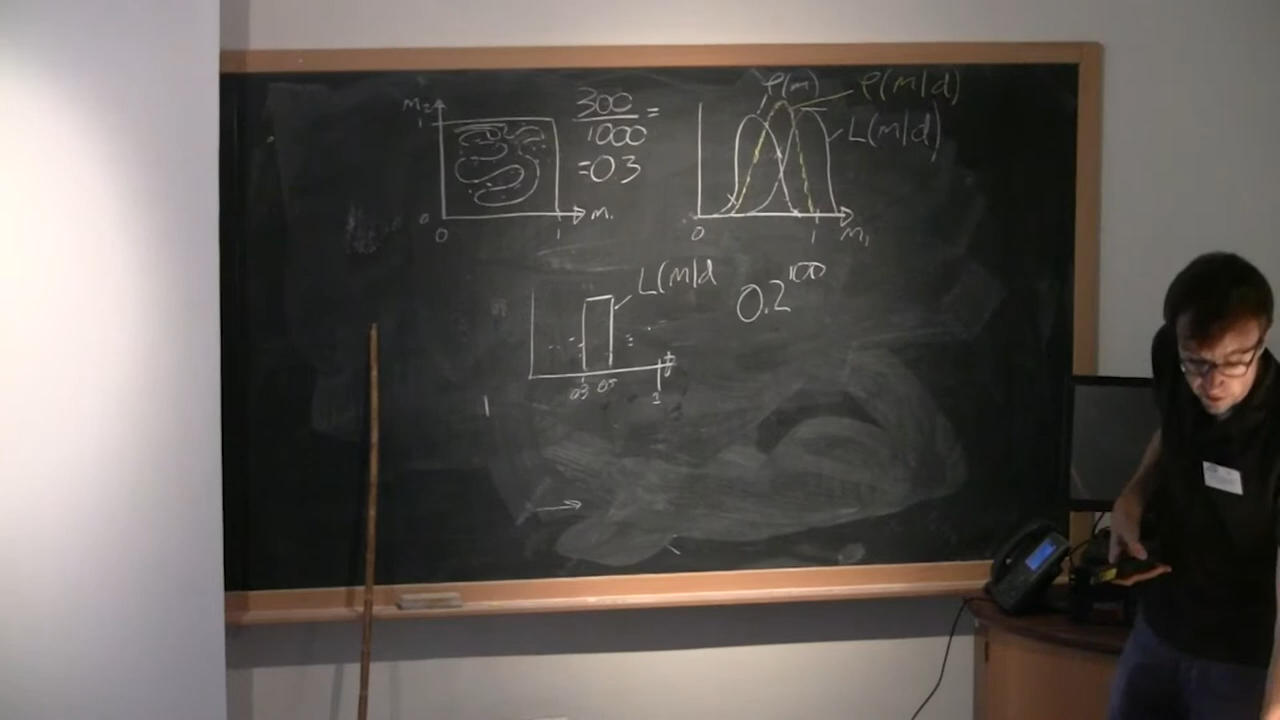 M₂
1
300
1000
=
=0.3
0
0
1
M₁
ρ(m)
ρ(m|d)
L(m|d)
0
1
M₁
L(m|d
0.2¹⁰⁰
0.3
0.5
1